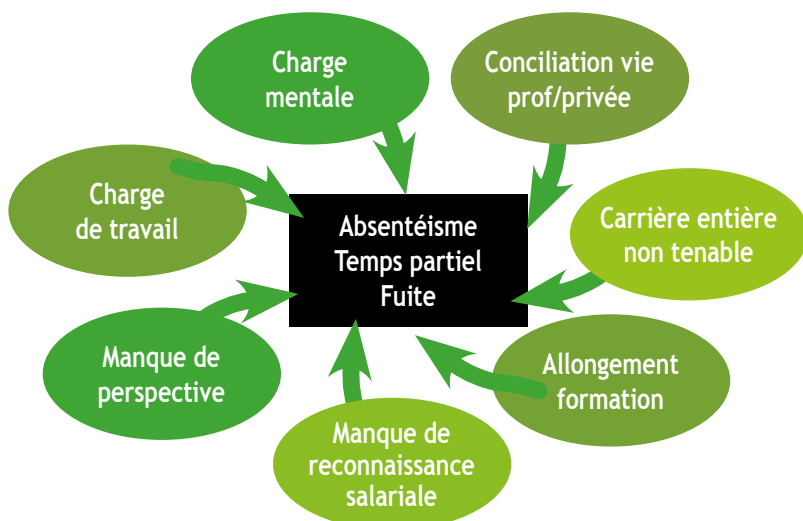 Charge
mentale
Conciliation vie
prof/privée
Charge
de travail
Absentéisme
Temps partiel
Fuite
Carrière entière
non tenable
Manque de
perspective
Allongement
formation
Manque de
reconnaissance
salariale